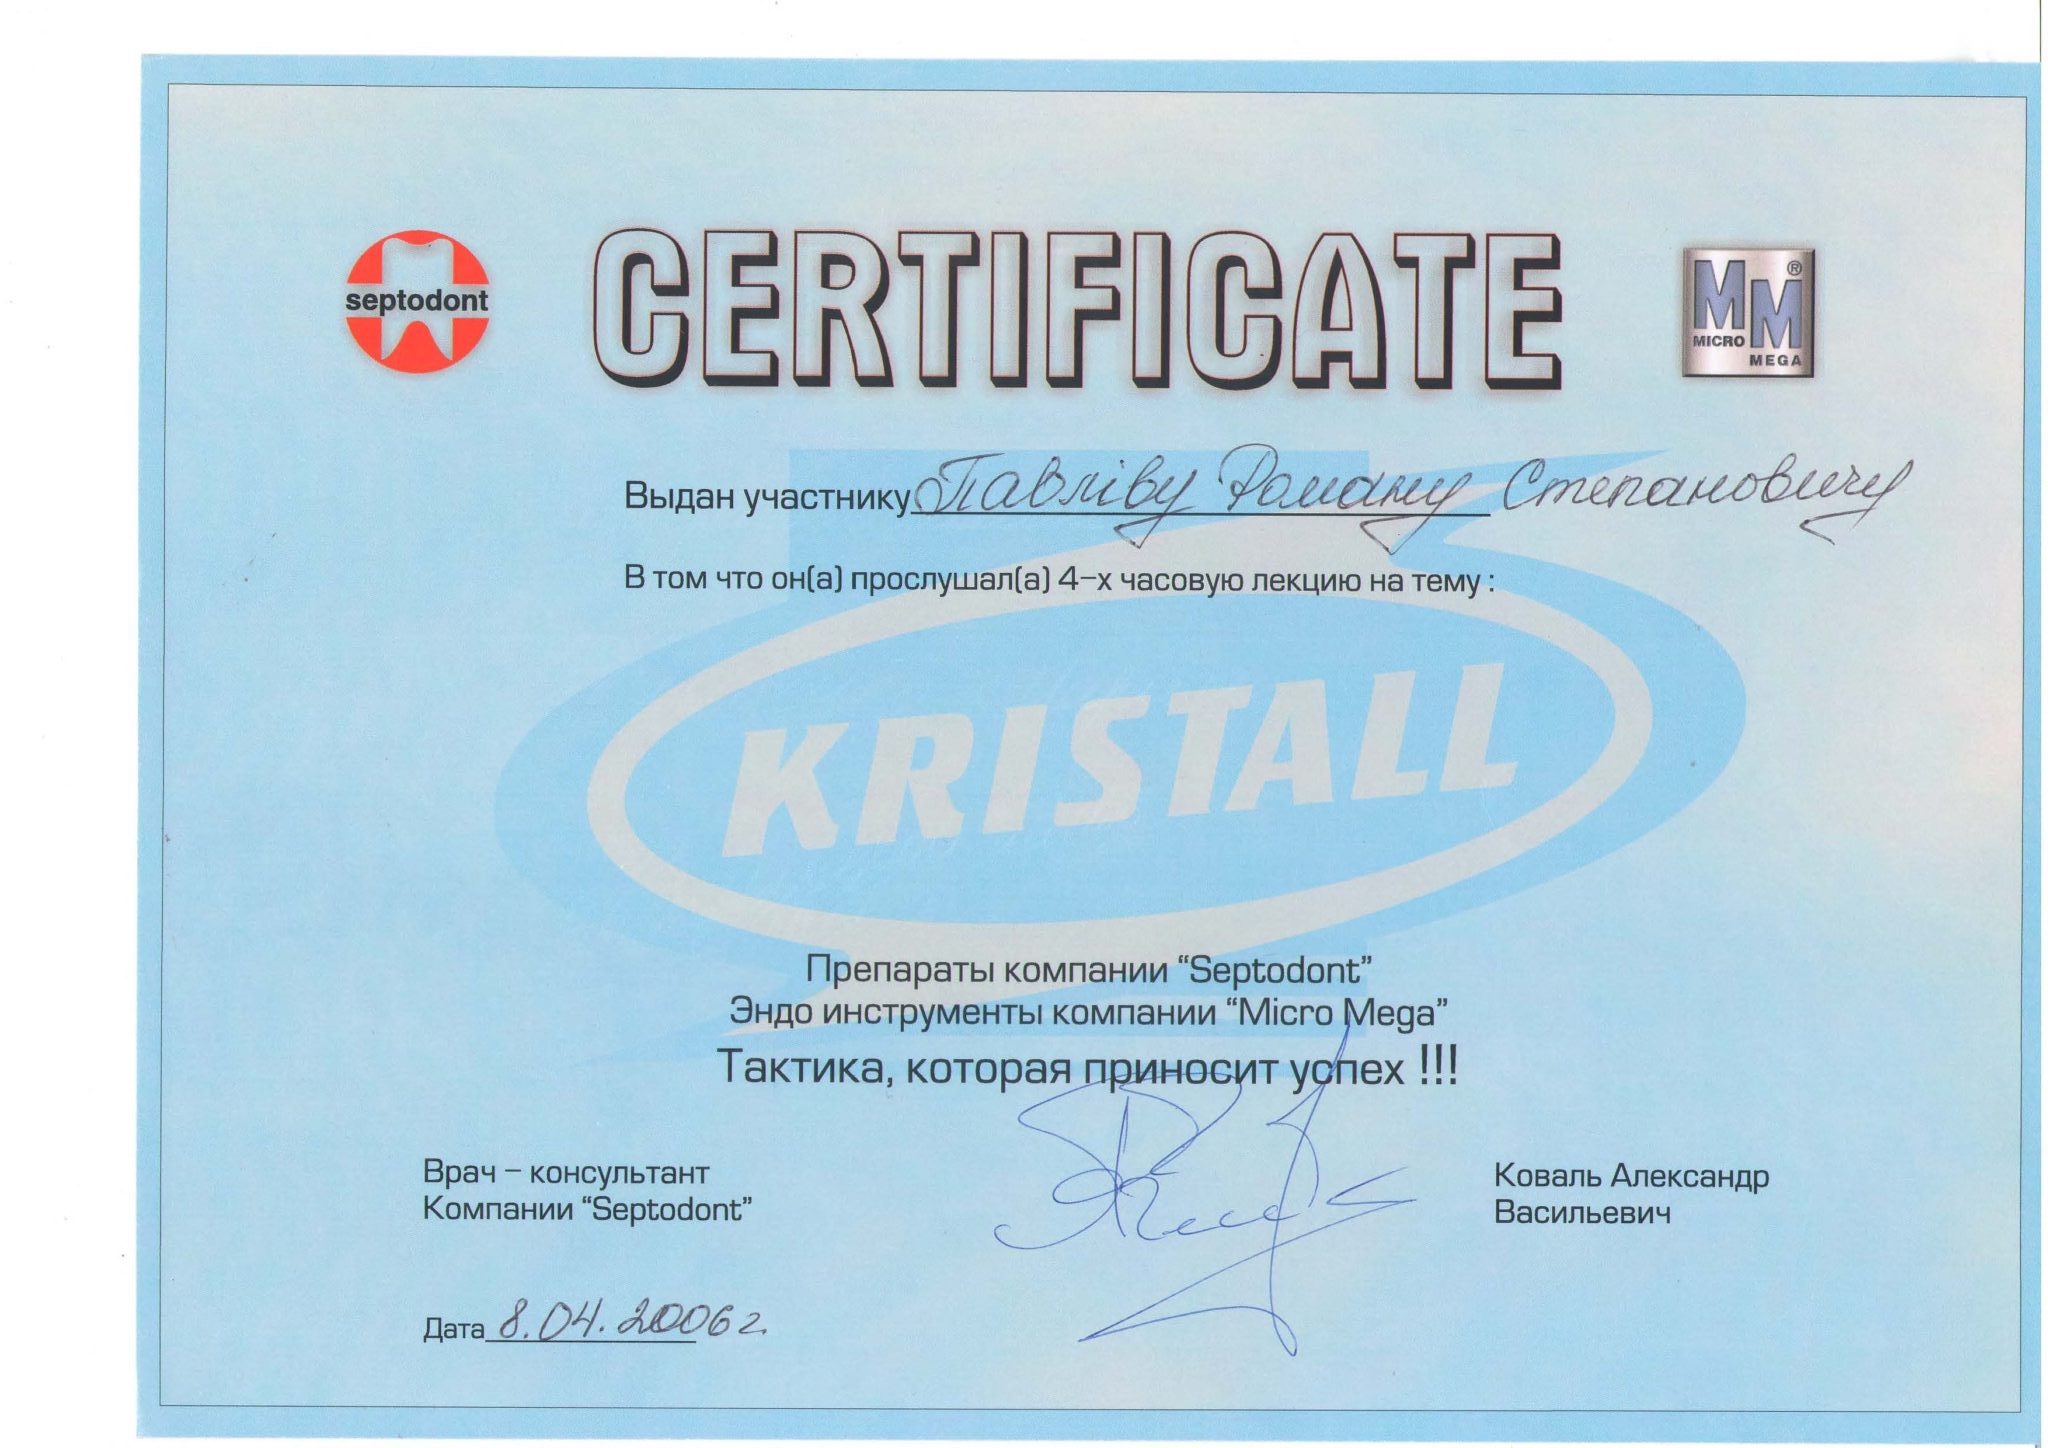 septodont
CERTIFICATE
MM®
MICRO
MEGA
Выдан участнику Павліву Роману Степановичу
В том что он(а) прослушал(а) 4-х часовую лекцию на тему :
KRISTALL
Препараты компании “Septodont”
Эндо инструменты компании “Micro Mega”
Тактика, которая приносит успех !!!
Врач – консультант
Компании “Septodont”
Коваль Александр
Васильевич
Дата 8.04.2006г.